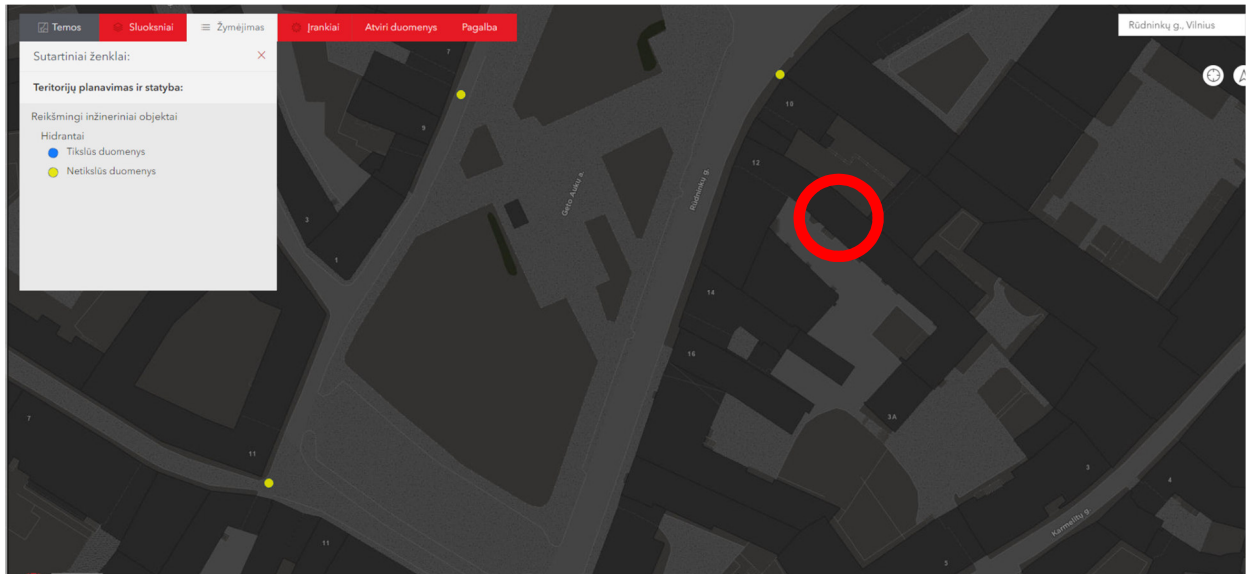 Temos
Sluoksniai
Žymėjimas
Įrankiai
Atviri duomenys
Pagalba
Rūdninkų g., Vilnius
Sutartiniai ženklai:
Teritorijų planavimas ir statyba:
Reikšmingi inžineriniai objektai
Hidrantai
Tikslūs duomenys
Netikslūs duomenys
7
9
3
1
10
12
Geto Aukų a.
Rūdninkų g.
14
16
3A
7
11
11
3
4
Karmelitų g.
5